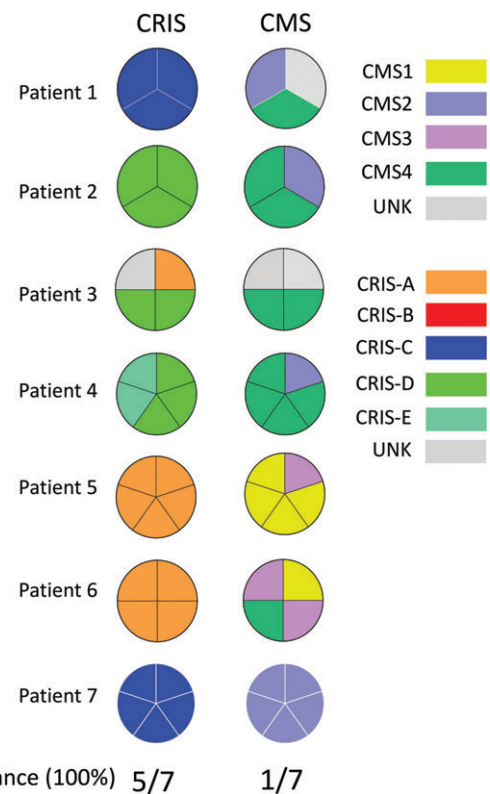 CRIS CMS
Patient 1
Patient 2
Patient 3
Patient 4
Patient 5
Patient 6
Patient 7
CMS1
CMS2
CMS3
CMS4
UNK
CRIS-A
CRIS-B
CRIS-C
CRIS-D
CRIS-E
UNK
(100%) 5/7 1/7